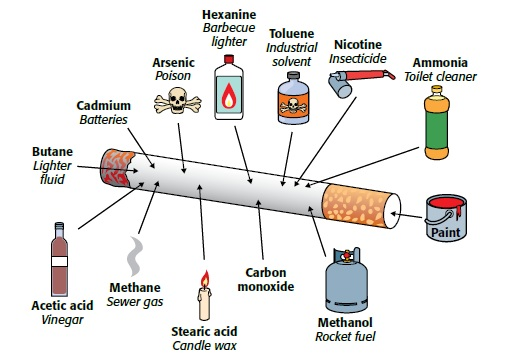 Hexanine
Barbecue
lighter
Toluene
Industrial
solvent
Nicotine
Insecticide
Arsenic
Poison
Ammonia
Toilet cleaner
Cadmium
Batteries
Butane
Lighter
fluid
Paint
Acetic acid
Vinegar
Methane
Sewer gas
Stearic acid
Candle wax
Carbon
monoxide
Methanol
Rocket fuel